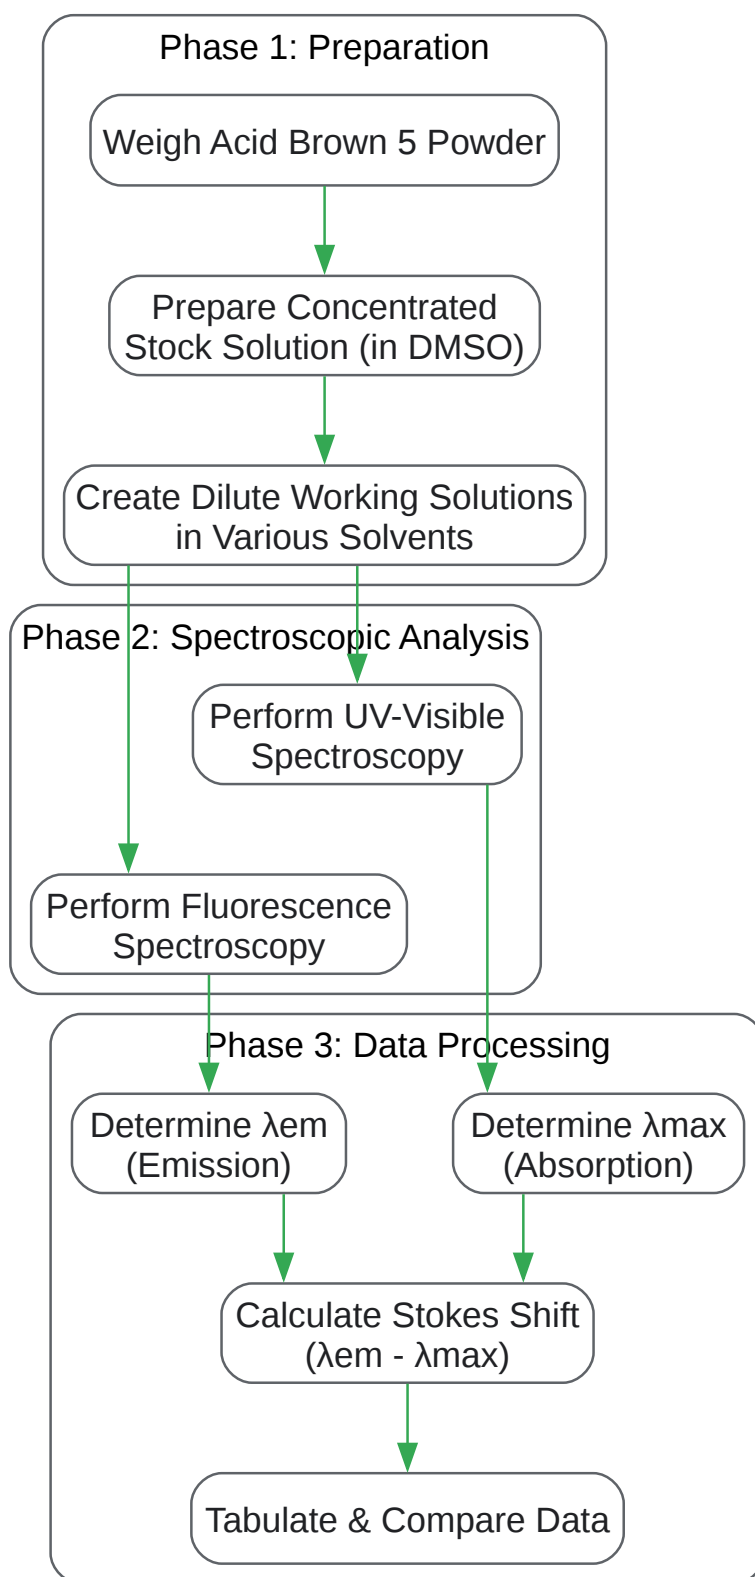 Phase 1: Preparation
Weigh Acid Brown 5 Powder
Prepare Concentrated
Stock Solution (in DMSO)
Create Dilute Working Solutions
in Various Solvents
Phase 2: Spectroscopic Analysis
Perform UV-Visible
Spectroscopy
Perform Fluorescence
Spectroscopy
Phase 3: Data Processing
Determine λem
(Emission)
Determine λmax
(Absorption)
Calculate Stokes Shift
(λem - λmax)
Tabulate & Compare Data